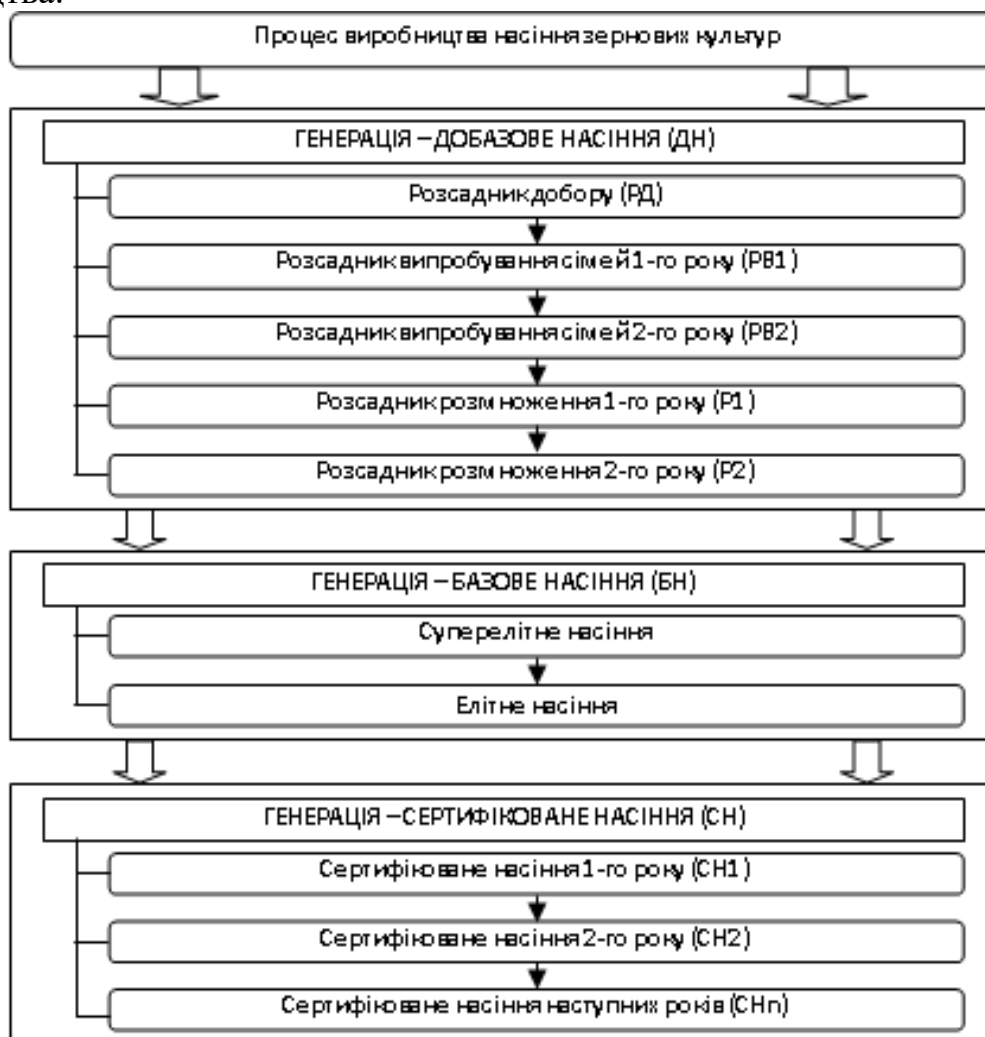 цтва.
Процес виробництва насіння зернових культур
ГЕНЕРАЦІЯ – ДОБАЗОВЕ НАСІННЯ (ДН)
Розсадник добору (РД)
Розсадник випробування сімей 1-го року (РВ1)
Розсадник випробування сімей 2-го року (РВ2)
Розсадник розмноження 1-го року (Р1)
Розсадник розмноження 2-го року (Р2)
ГЕНЕРАЦІЯ – БАЗОВЕ НАСІННЯ (БН)
Суперелітне насіння
Елітне насіння
ГЕНЕРАЦІЯ – СЕРТИФІКОВАНЕ НАСІННЯ (СН)
Сертифіковане насіння 1-го року (СН1)
Сертифіковане насіння 2-го року (СН2)
Сертифіковане насіння наступних років (СНn)